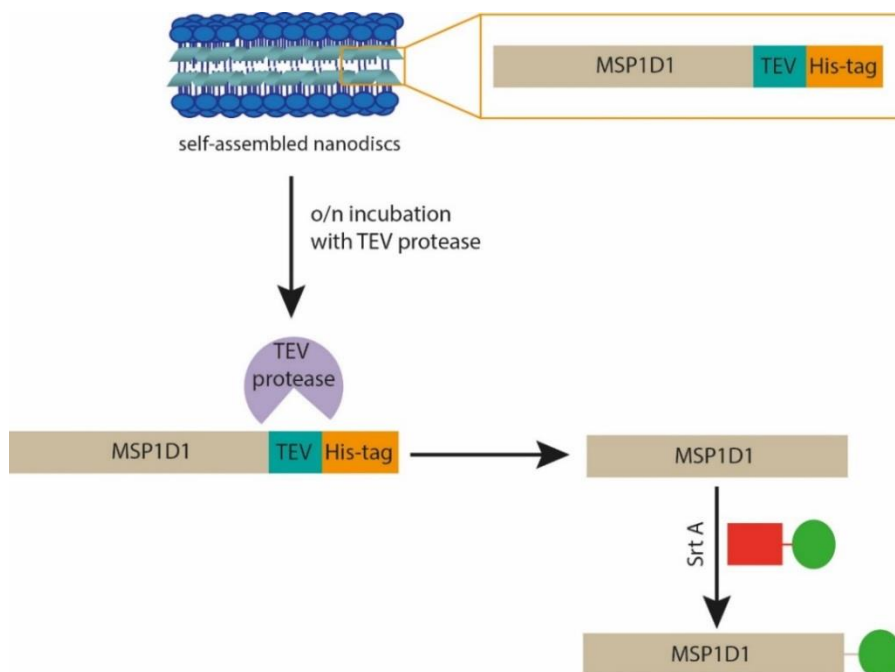 MSP1D1 TEV His-tag
self-assembled nanodiscs
o/n incubation
with TEV protease
TEV
protease
MSP1D1 TEV His-tag
MSP1D1
Srt A
MSP1D1